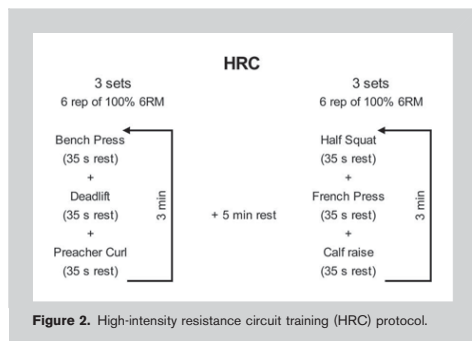 HRC
3 sets
6 rep of 100% 6RM
Bench Press
(35 s rest)
+
Deadlift
(35 s rest)
+
Preacher Curl
(35 s rest)
3 min
+ 5 min rest
3 sets
6 rep of 100% 6RM
Half Squat
(35 s rest)
+
French Press
(35 s rest)
+
Calf raise
(35 s rest)
3 min
Figure 2. High-intensity resistance circuit training (HRC) protocol.